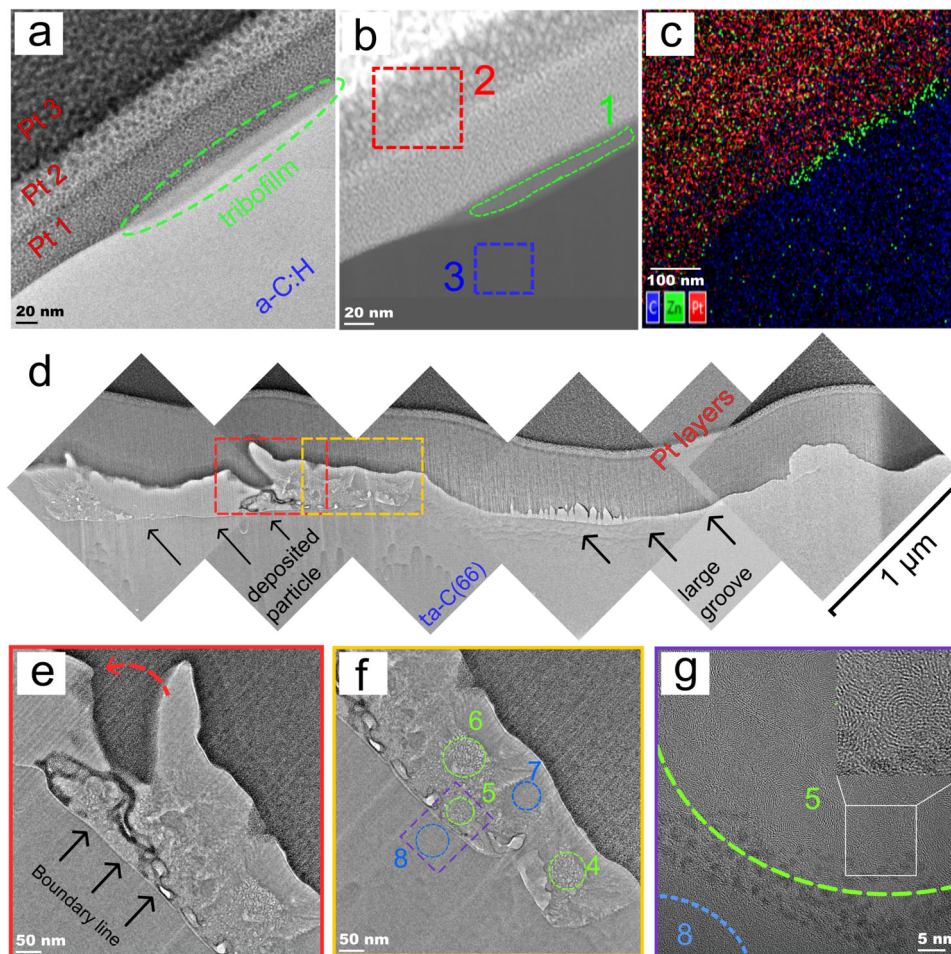 a
Pt 3
Pt 2
Pt 1
tribofilm
a-C:H
20 nm
b
2
1
3
20 nm
c
100 nm
C Zn Pt
d
Pt layers
deposited
particle
ta-C(66)
large
groove
1 μm
e
Boundary line
50 nm
f
6
7
5
8
4
50 nm
g
5
8
5 nm